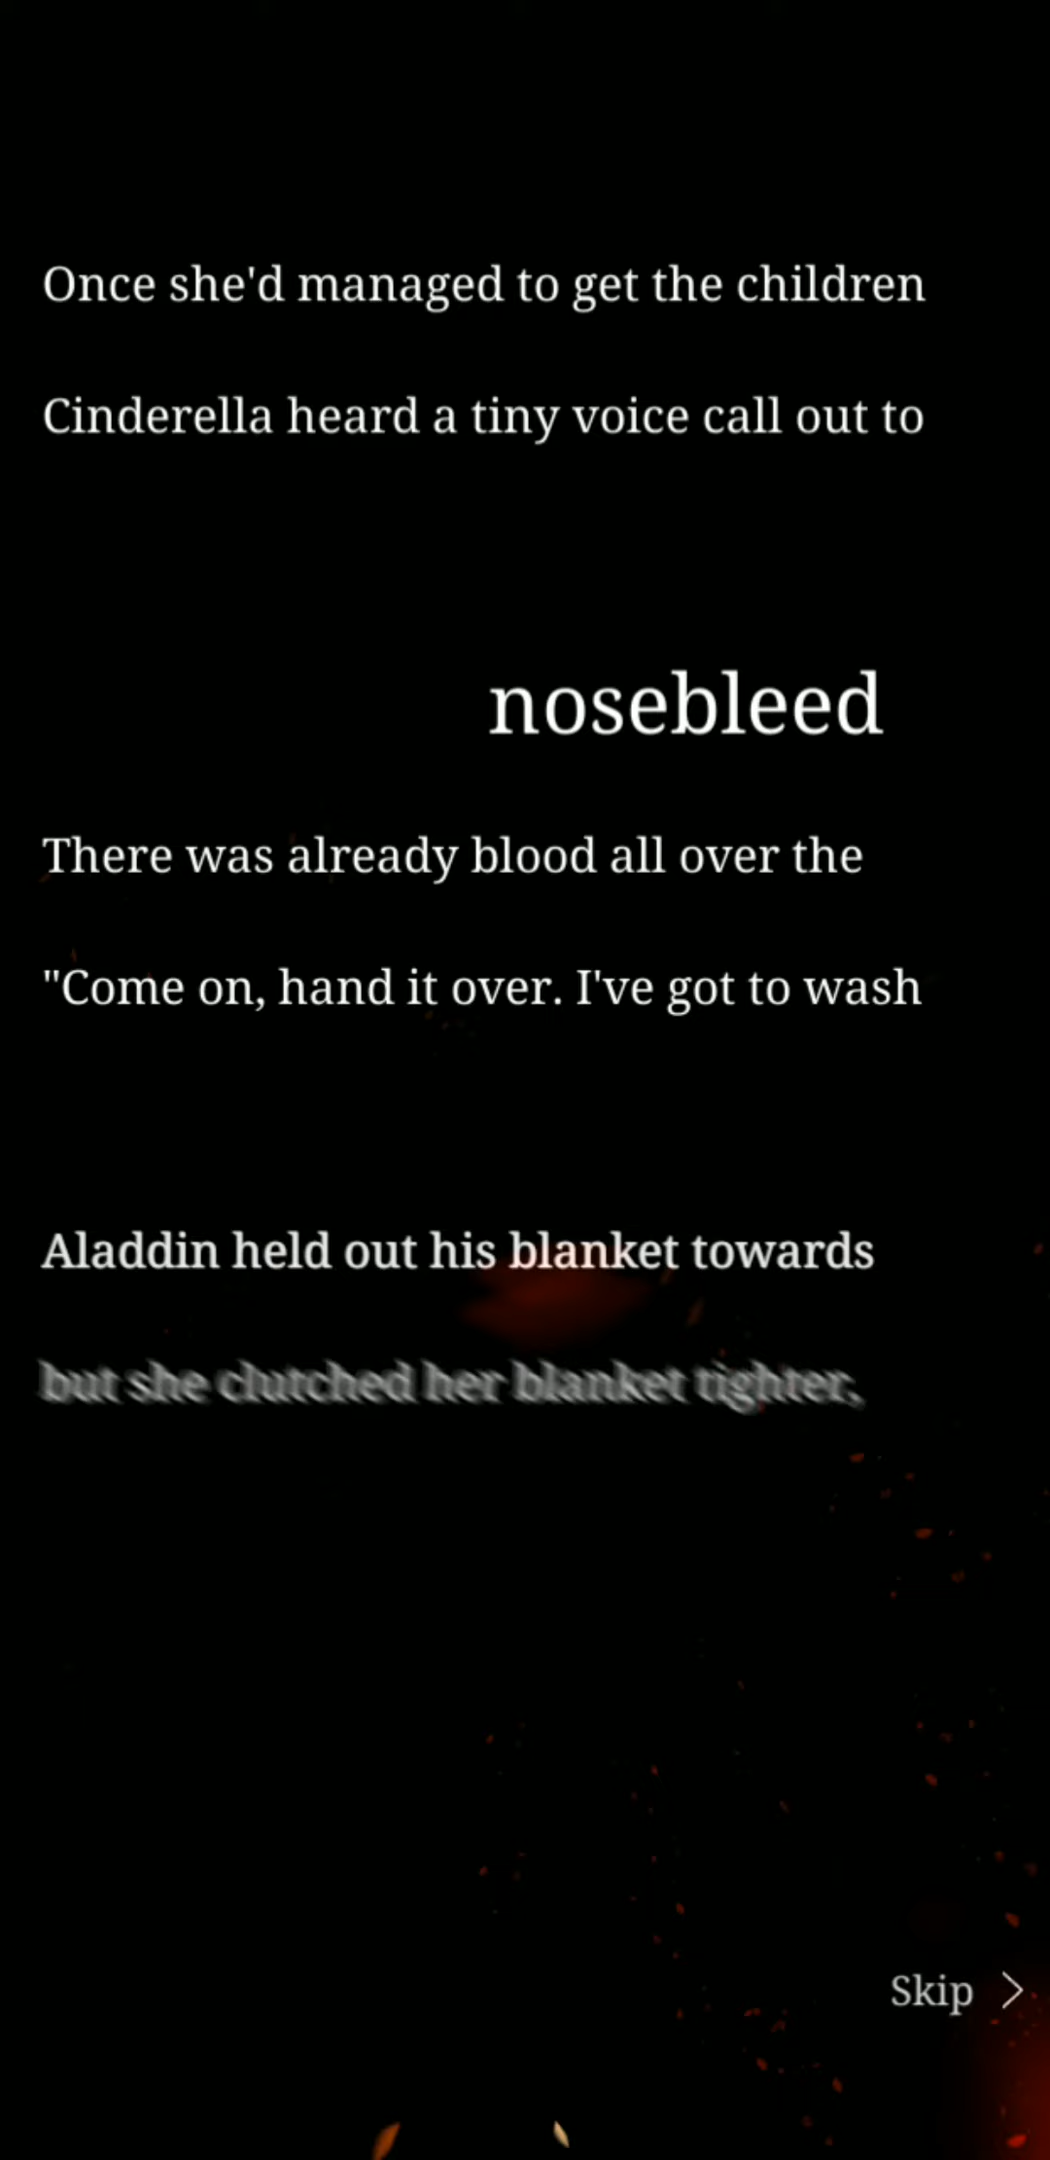 Once she'd managed to get the children
Cinderella heard a tiny voice call out to
nosebleed
There was already blood all over the
"Come on, hand it over. I've got to wash
Aladdin held out his blanket towards
but she clutched her blanket tighter,
Skip >